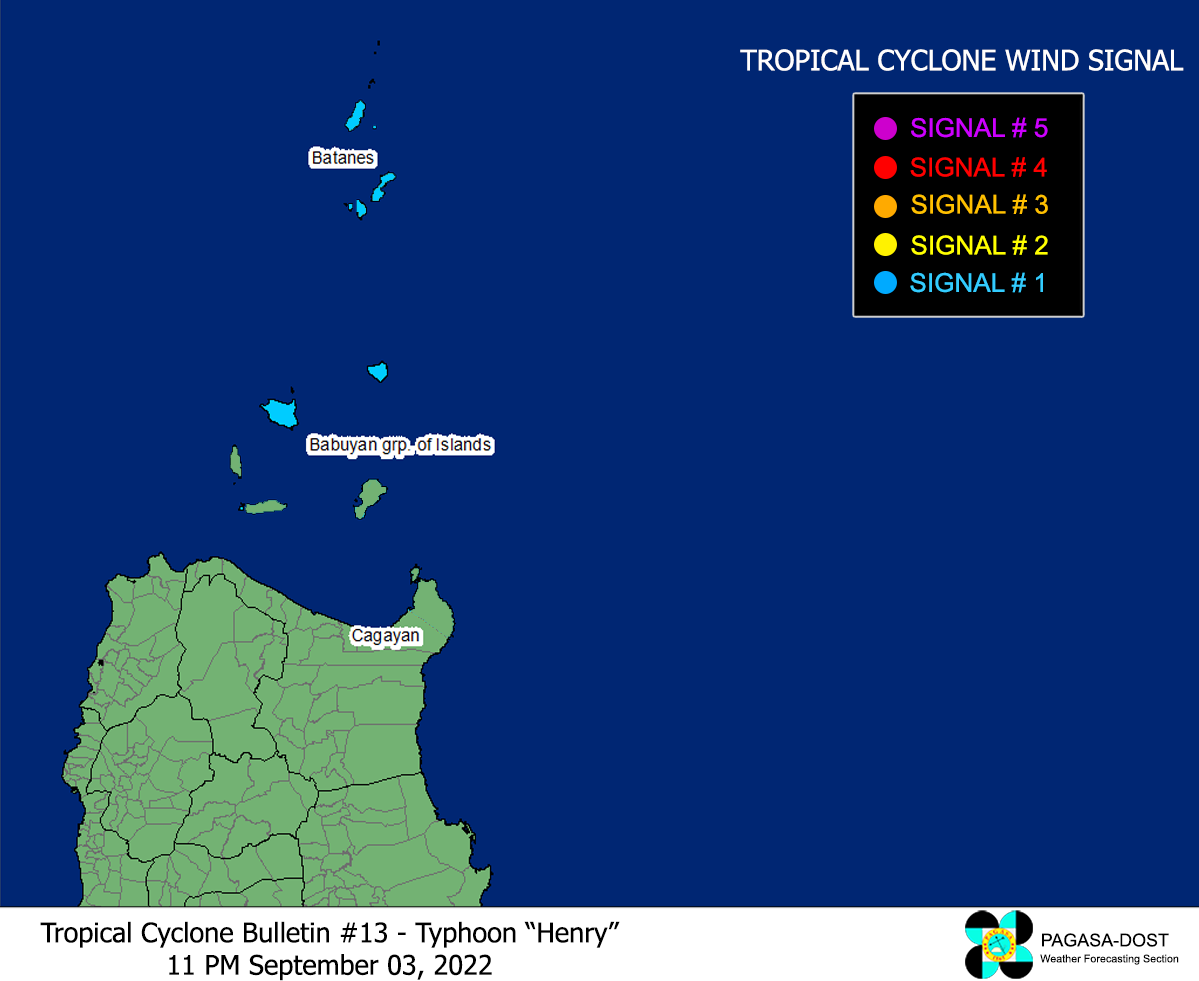 TROPICAL CYCLONE WIND SIGNAL
SIGNAL # 5
SIGNAL # 4
SIGNAL # 3
SIGNAL # 2
SIGNAL # 1
Batanes
Babuyan grp. of Islands
Cagayan
Tropical Cyclone Bulletin #13 - Typhoon “Henry”
11 PM September 03, 2022
PAGASA-DOST
Weather Forecasting Section